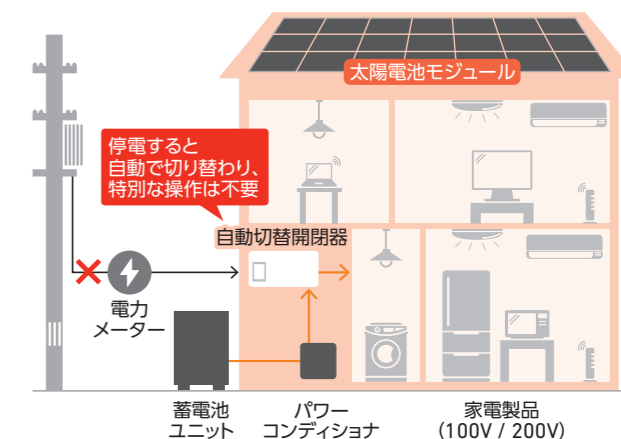 太陽電池モジュール
停電すると
自動で切り替わり、
特別な操作は不要
自動切替開閉器
電力
メーター
蓄電池
ユニット
パワー
コンディショナ
家電製品
(100V / 200V)